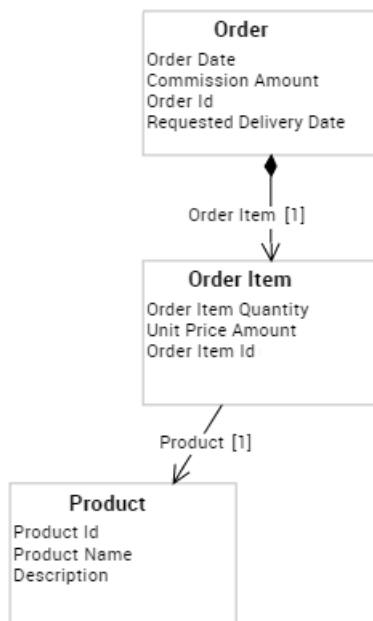 Order
Order Date
Commission Amount
Order Id
Requested Delivery Date
Order Item [1]
Order Item
Order Item Quantity
Unit Price Amount
Order Item Id
Product [1]
Product
Product Id
Product Name
Description